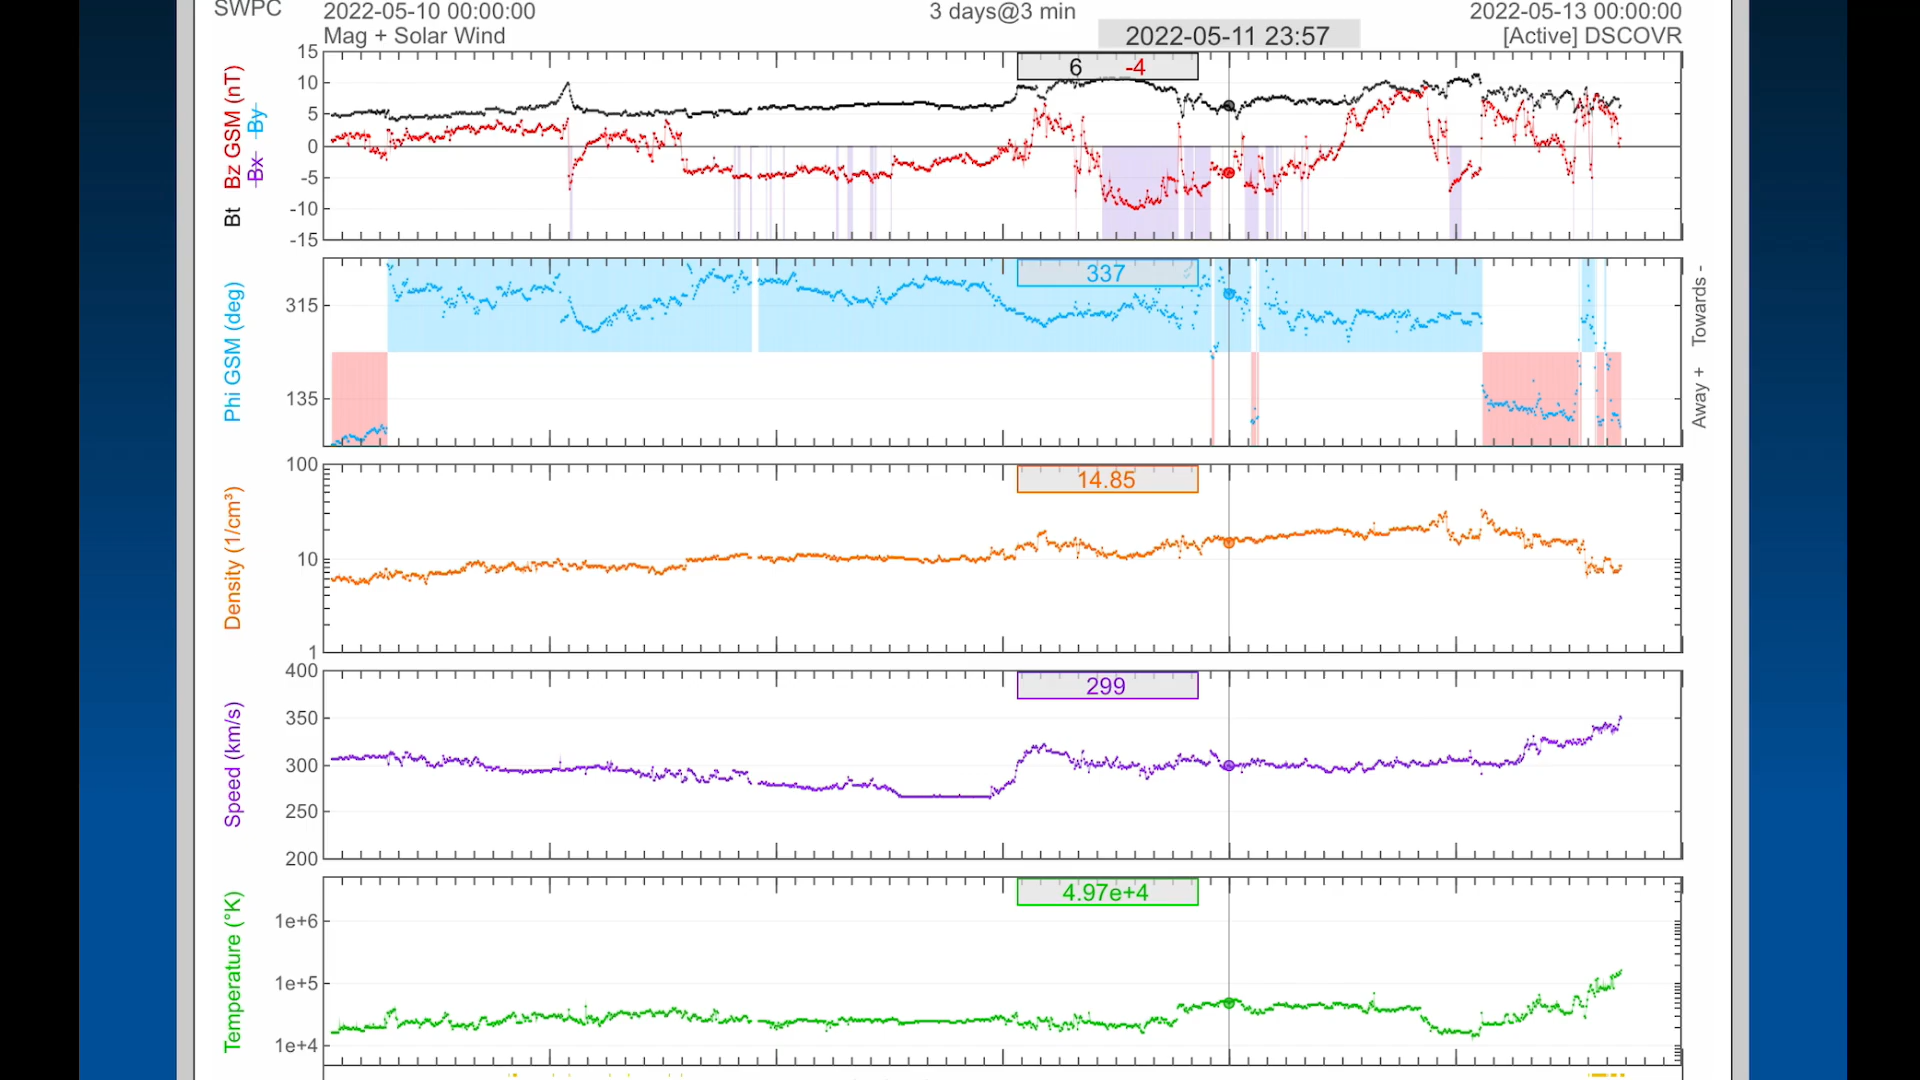 SWPC
2022-05-10 00:00:00
3 days@3 min
2022-05-13 00:00:00
Mag + Solar Wind
2022-05-11 23:57
[Active] DSCOVR
Bt Bz GSM (nT)
Bx By
15
10
5
0
-5
-10
-15
6 -4
Phi GSM (deg)
315
135
337
Away + Towards -
Density (1/cm³)
100
10
1
14.85
Speed (km/s)
400
350
300
250
200
299
Temperature (°K)
1e+6
1e+5
1e+4
4.97e+4